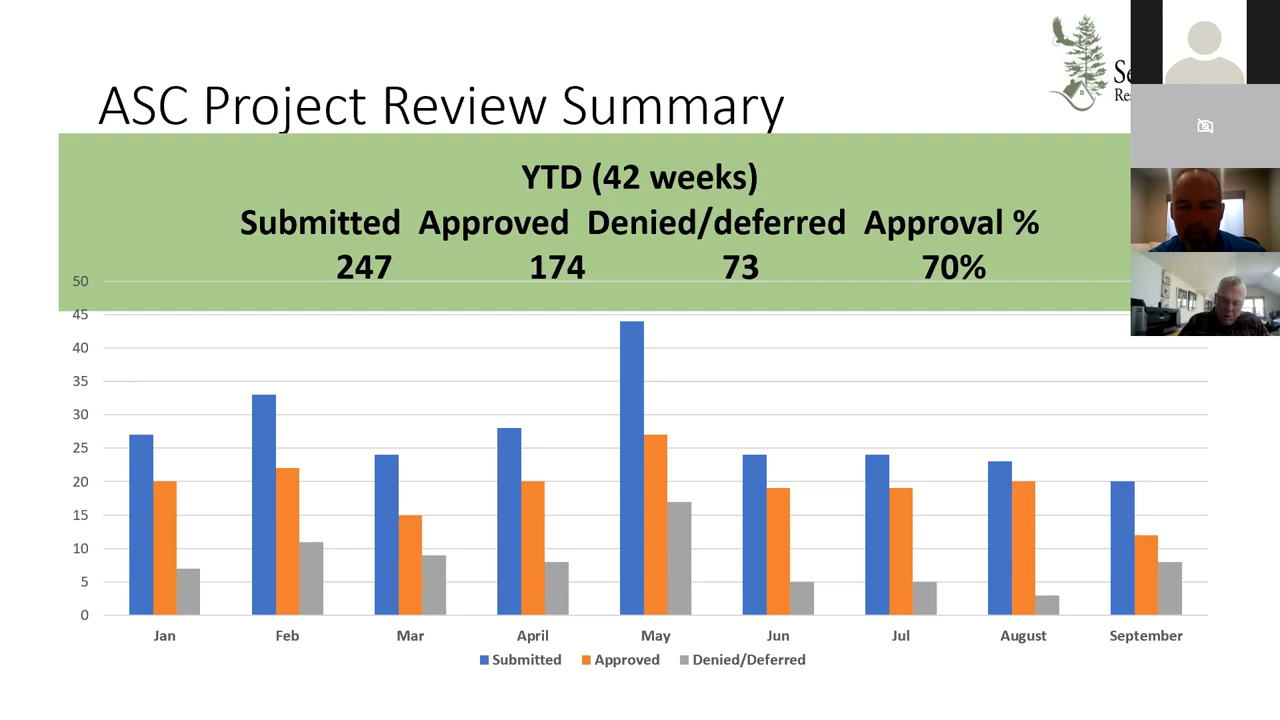 ASC Project Review Summary
YTD (42 weeks)
Submitted Approved Denied/deferred Approval %
247 174 73 70%
50
45
40
35
30
25
20
15
10
5
0
Jan Feb Mar April May Jun Jul August September
Submitted Approved Denied/Deferred